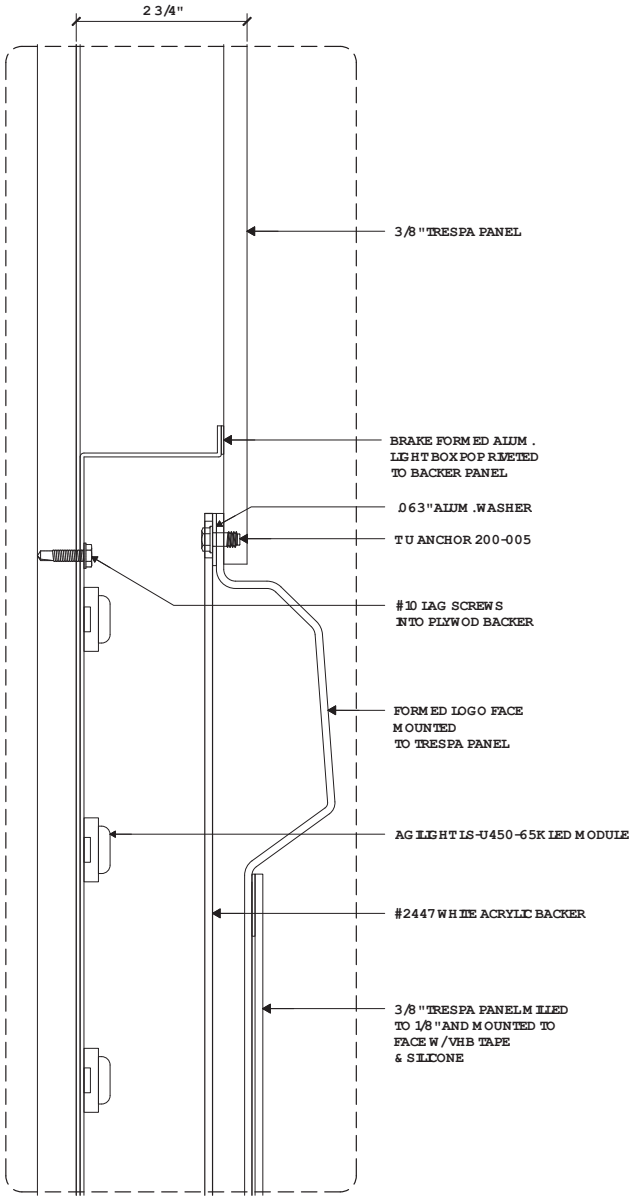 2 3/4"
3/8" TRESPA PANEL
BRAKE FORMED ALUM.
LIGHT BOX POP RIVETED
TO BACKER PANEL
.063" ALUM. WASHER
TU ANCHOR 200-005
#10 LAG SCREWS
INTO PLYWOD BACKER
FORMED LOGO FACE
MOUNTED
TO TRESPA PANEL
AGILIGHT LS-U450-65K LED MODULE
#2447 WHITE ACRYLIC BACKER
3/8" TRESPA PANEL MILLED
TO 1/8" AND MOUNTED TO
FACE W/VHB TAPE
& SILICONE